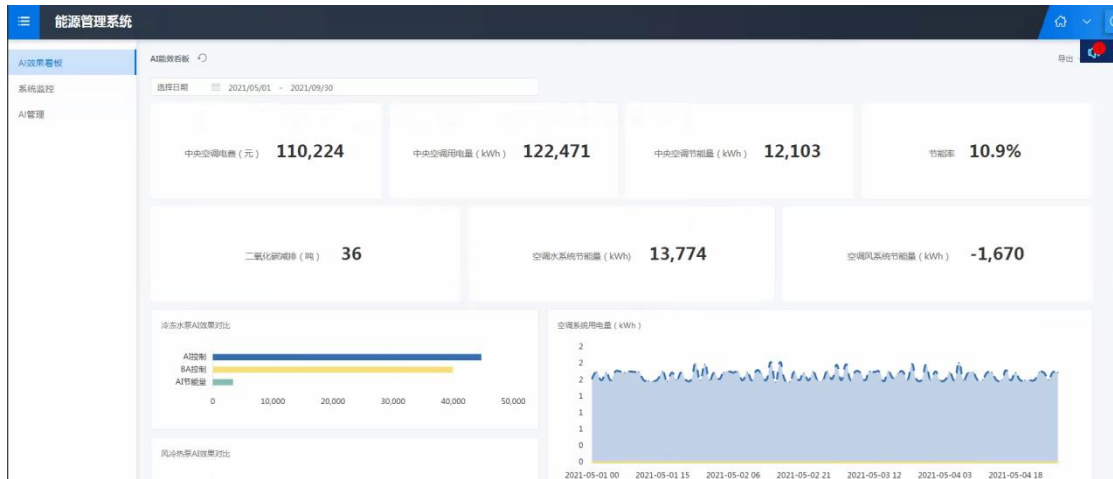 能源管理系统
AI效果看板
系统监控
AI管理
AI能效看板
导出
选择日期 2021/05/01 - 2021/09/30
中央空调电费（元） 110,224
中央空调用电量（kWh） 122,471
中央空调节能量（kWh） 12,103
节能率 10.9%
二氧化碳减排（吨） 36
空调水系统节能量（kWh） 13,774
空调风系统节能量（kWh） -1,670
冷冻水泵AI效果对比
AI控制
BA控制
AI节能量
0 10,000 20,000 30,000 40,000 50,000
空调系统用电量（kWh）
2
2
2
1
1
1
0
0
2021-05-01 00 2021-05-01 15 2021-05-02 06 2021-05-02 21 2021-05-03 12 2021-05-04 03 2021-05-04 18
风冷热泵AI效果对比